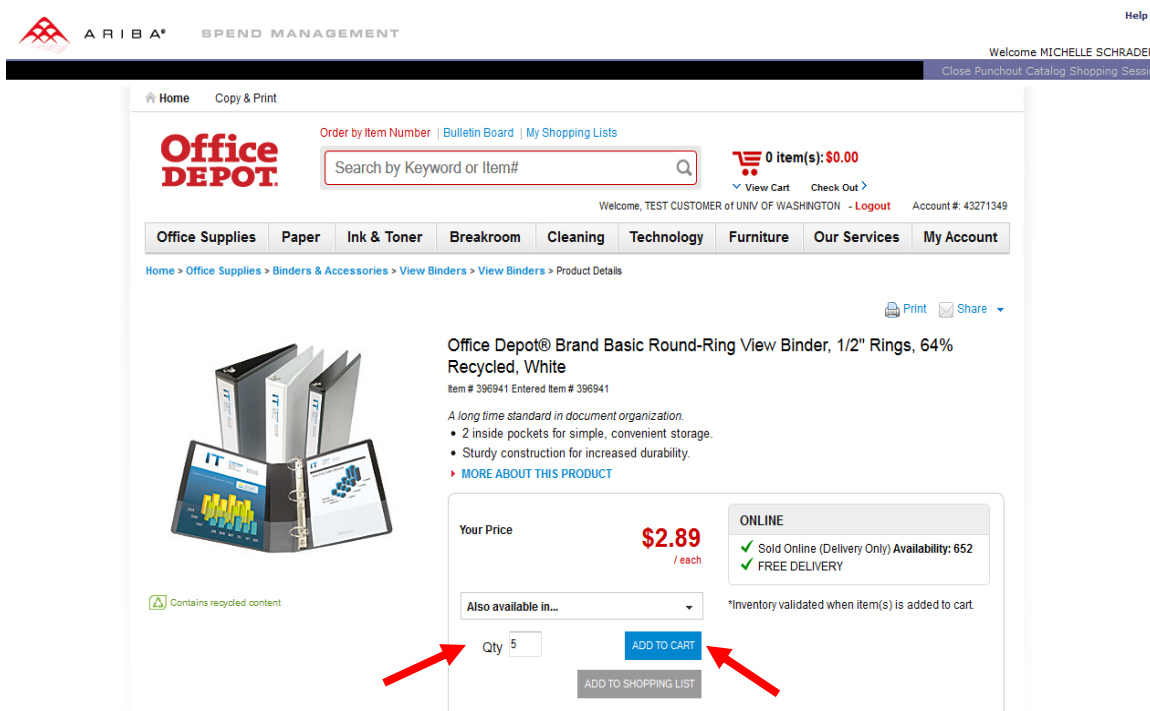 Help
ARIBA® SPEND MANAGEMENT
Welcome MICHELLE SCHRADER
Close Punchout Catalog Shopping Sessi
Home Copy & Print
Order by Item Number | Bulletin Board | My Shopping Lists
Office DEPOT.
Search by Keyword or Item#
0 item(s): $0.00
View Cart Check Out
Welcome, TEST CUSTOMER of UNIV OF WASHINGTON - Logout Account #: 43271349
Office Supplies Paper Ink & Toner Breakroom Cleaning Technology Furniture Our Services My Account
Home > Office Supplies > Binders & Accessories > View Binders > View Binders > Product Details
Print Share
Office Depot® Brand Basic Round-Ring View Binder, 1/2" Rings, 64%
Recycled, White
Item # 396941 Entered Item # 396941
A long time standard in document organization.
• 2 inside pockets for simple, convenient storage.
• Sturdy construction for increased durability.
MORE ABOUT THIS PRODUCT
IT
IT
IT
IT
IT
Contains recycled content
Your Price
$2.89
/ each
ONLINE
Sold Online (Delivery Only) Availability: 652
FREE DELIVERY
Also available in...
*Inventory validated when item(s) is added to cart.
Qty 5
ADD TO CART
ADD TO SHOPPING LIST